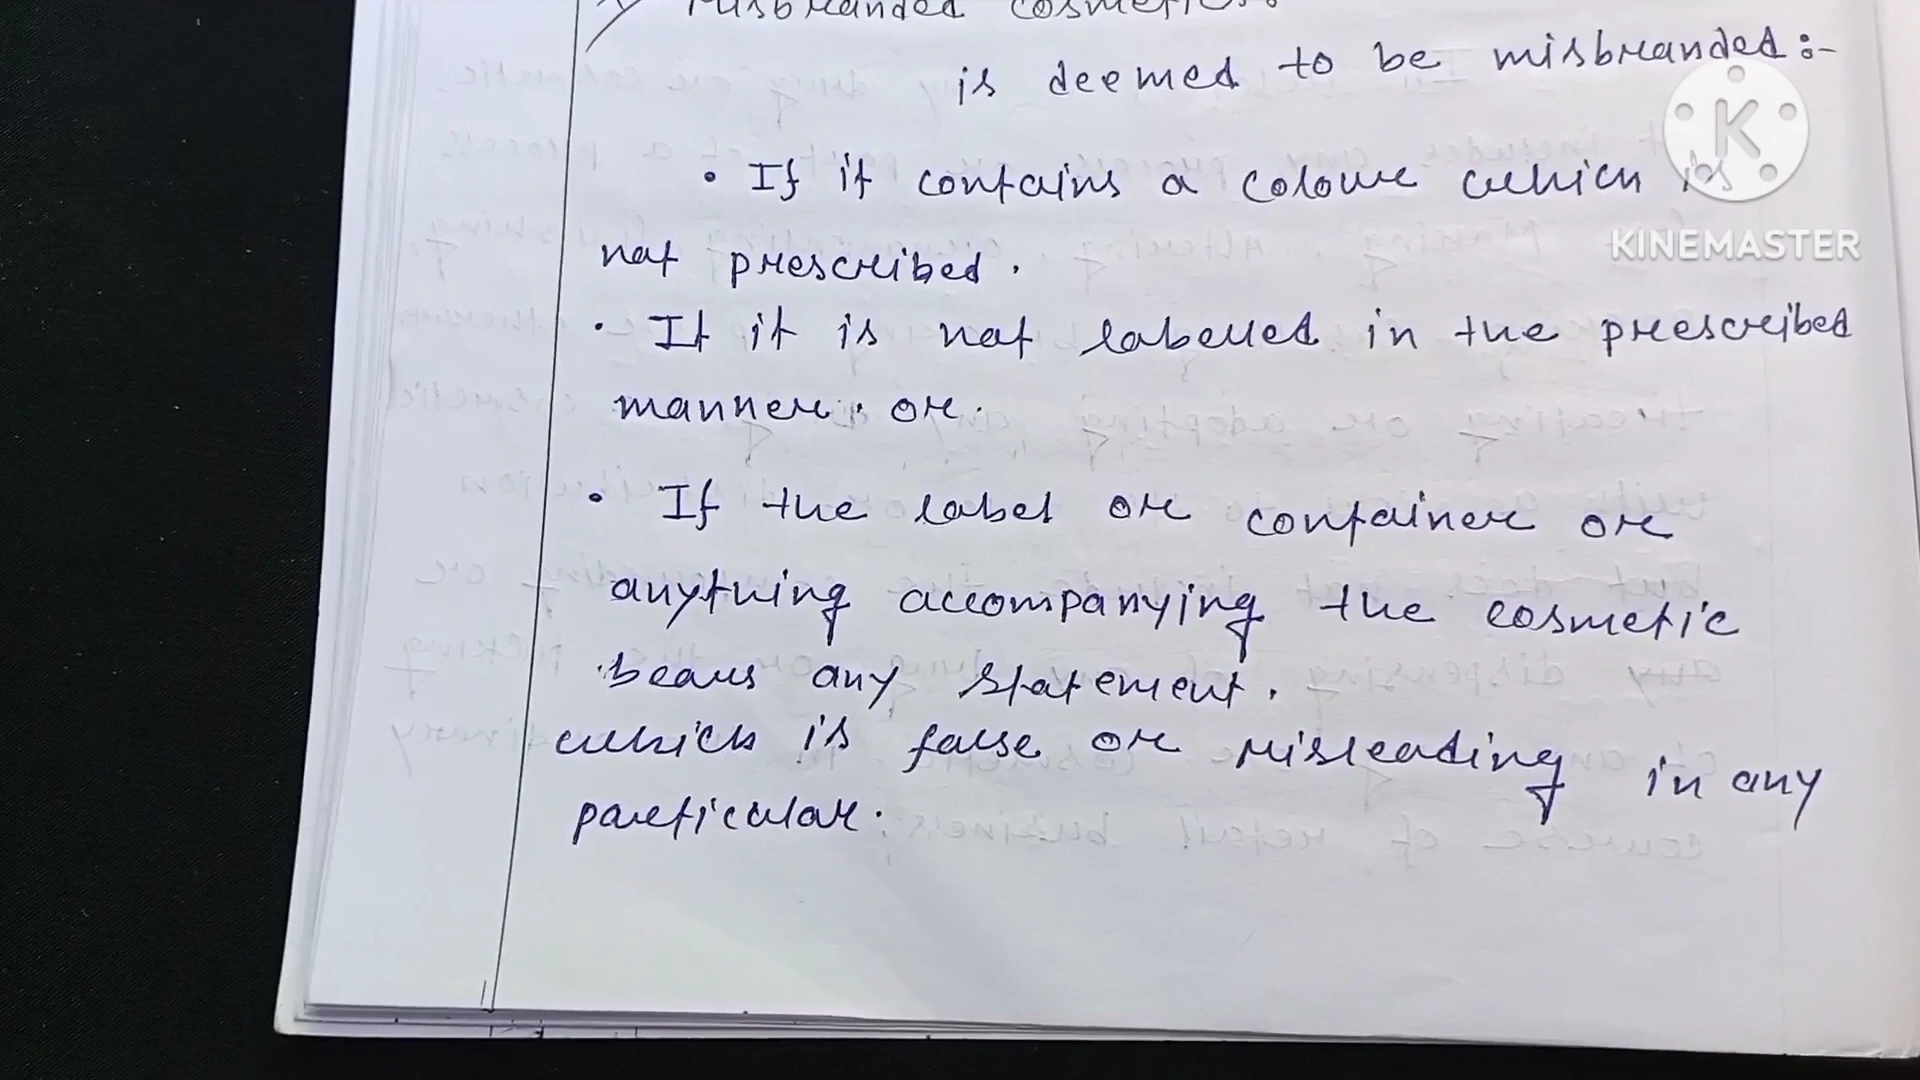 Misbranded cosmetics:
is deemed to be misbranded:-
• If it contains a colour which is
not prescribed.
• If it is not labelled in the prescribed
manner. or.
• If the label or container or
anything accompanying the cosmetic
bears any statement.
which is false or misleading in any
particular.
KINEMASTER